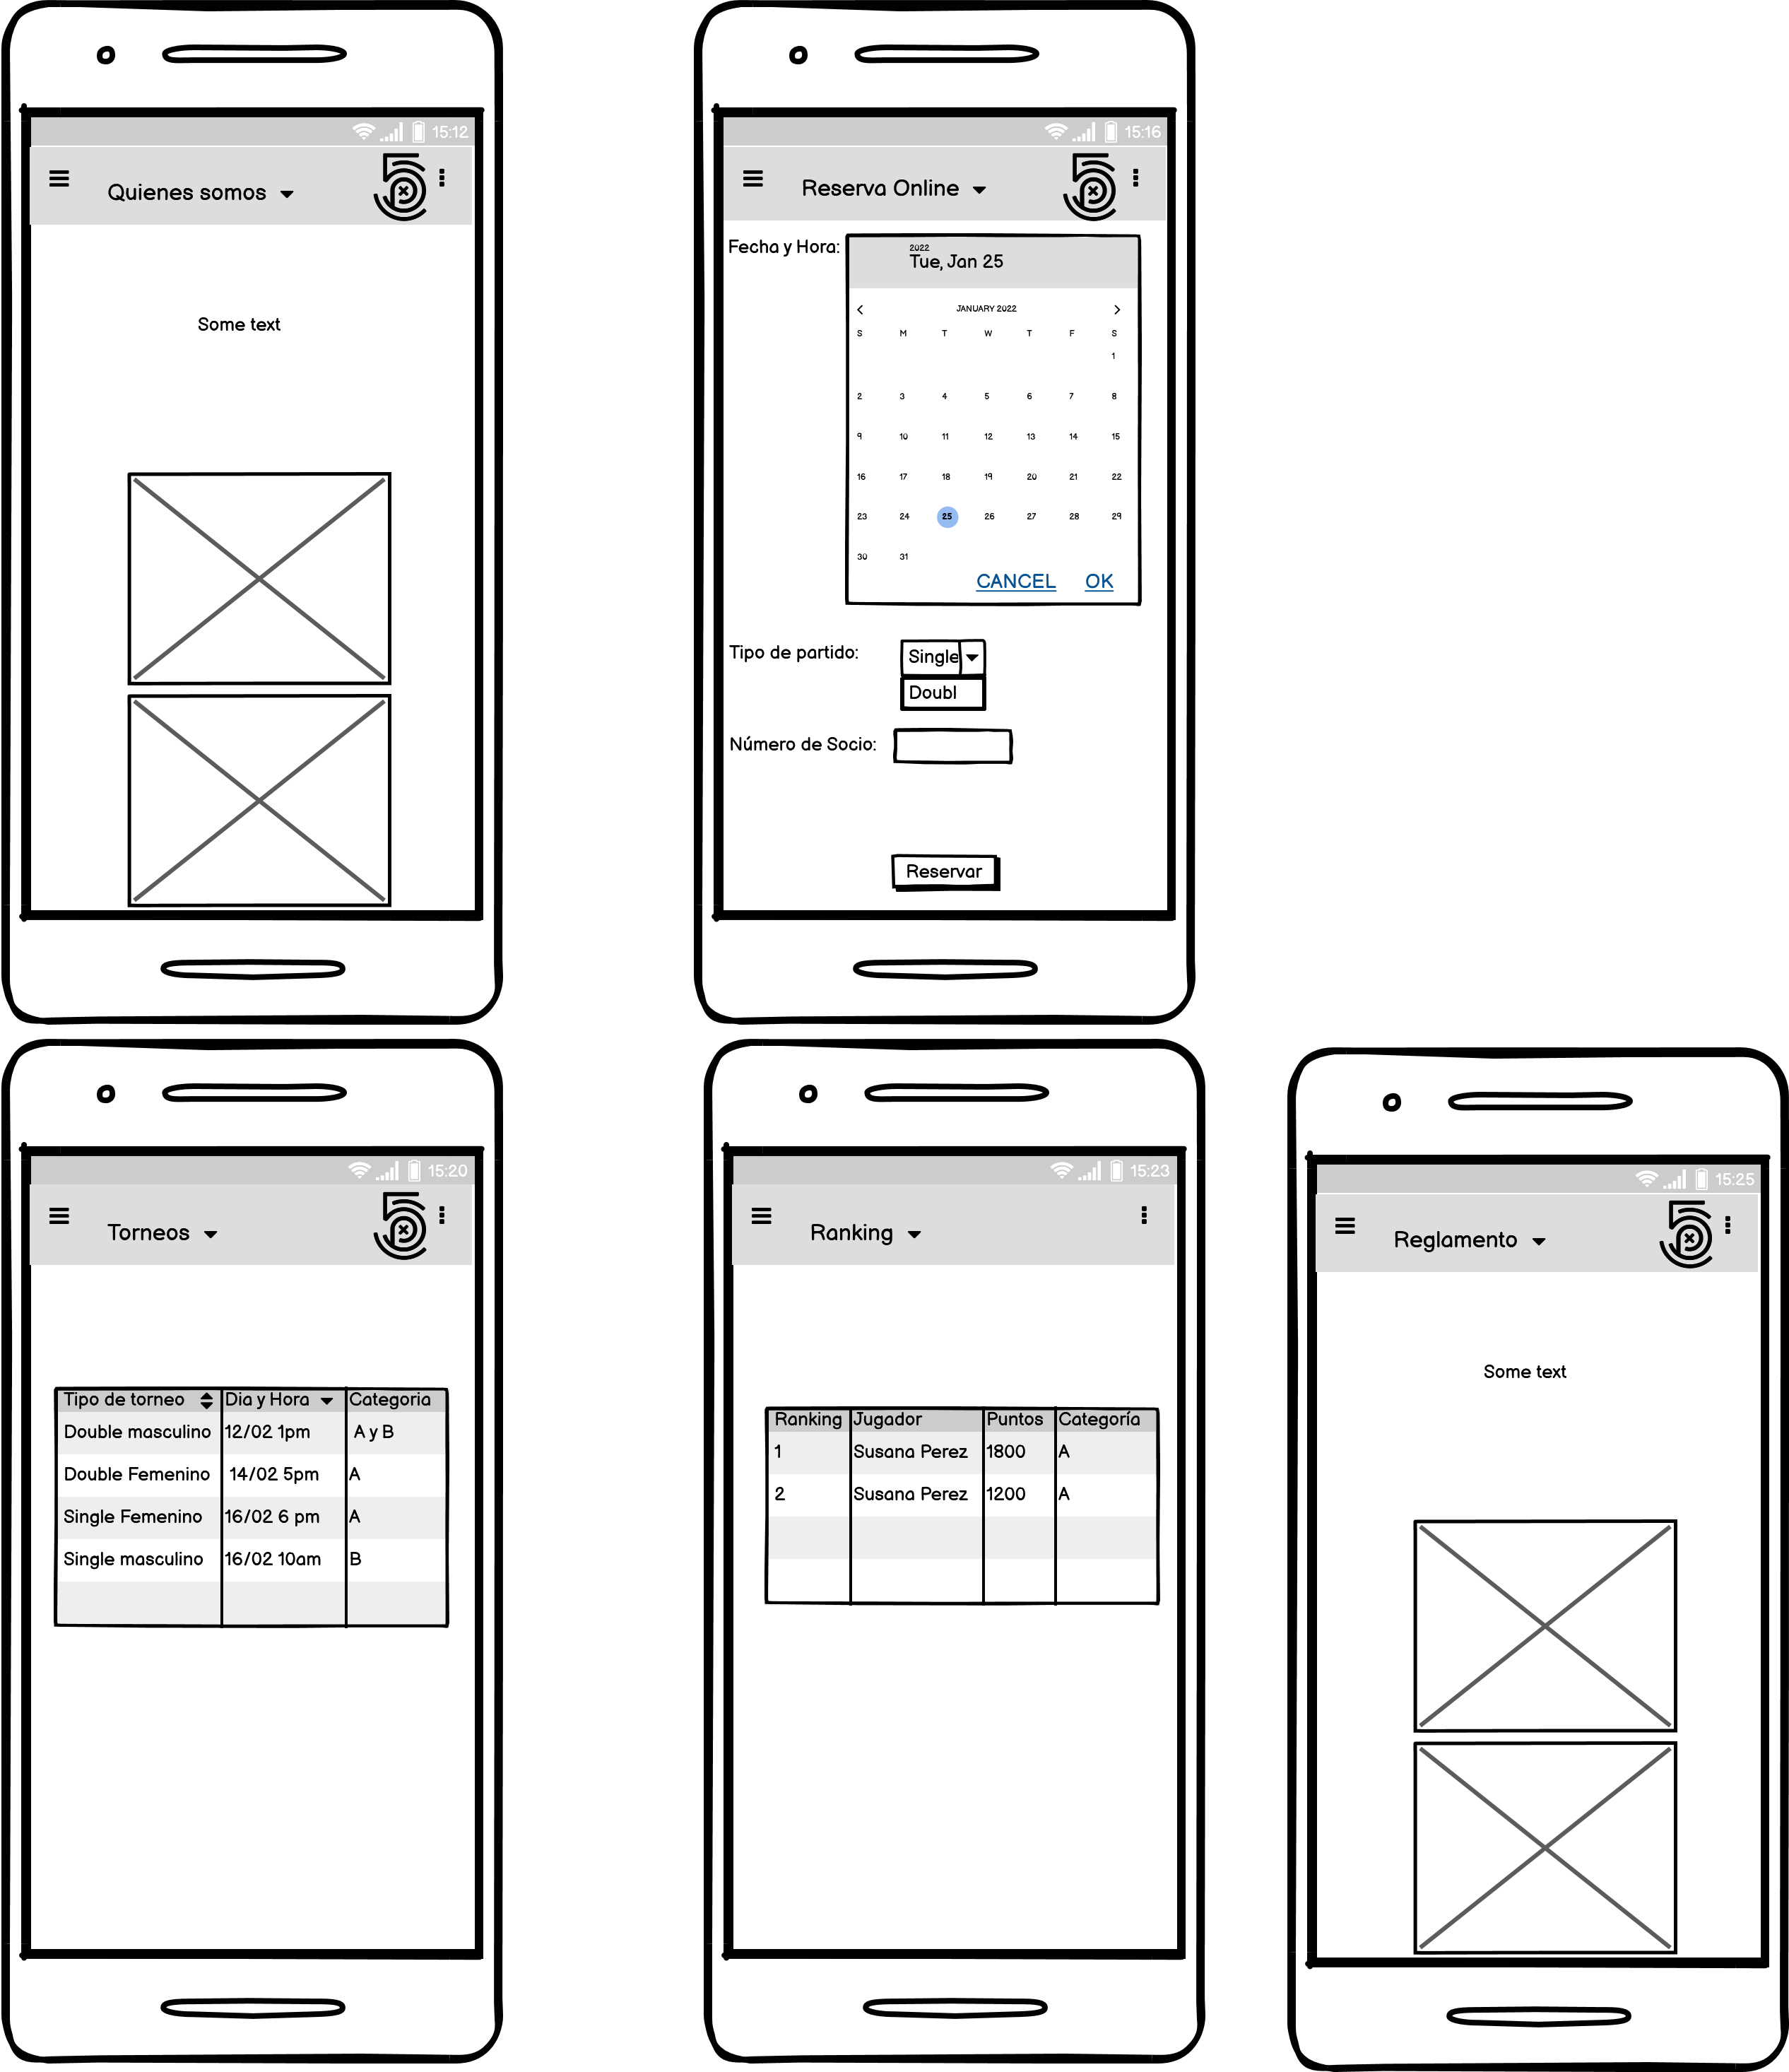 15:12
Quienes somos
Some text
15:16
Reserva Online
Fecha y Hora:
2022
Tue, Jan 25
JANUARY 2022
S M T W T F S
1
2 3 4 5 6 7 8
9 10 11 12 13 14 15
16 17 18 19 20 21 22
23 24 25 26 27 28 29
30 31
CANCEL OK
Tipo de partido: Single
Doubl
Número de Socio:
Reservar
15:20
Torneos
Tipo de torneo Dia y Hora Categoria
Double masculino 12/02 1pm A y B
Double Femenino 14/02 5pm A
Single Femenino 16/02 6 pm A
Single masculino 16/02 10am B
15:23
Ranking
Ranking Jugador Puntos Categoría
1 Susana Perez 1800 A
2 Susana Perez 1200 A
15:25
Reglamento
Some text